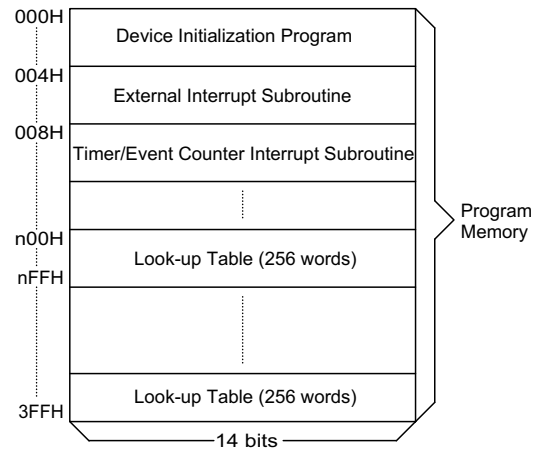 000H
Device Initialization Program
004H
External Interrupt Subroutine
008H
Timer/Event Counter Interrupt Subroutine
n00H
Look-up Table (256 words)
nFFH
Program
Memory
Look-up Table (256 words)
3FFH
14 bits